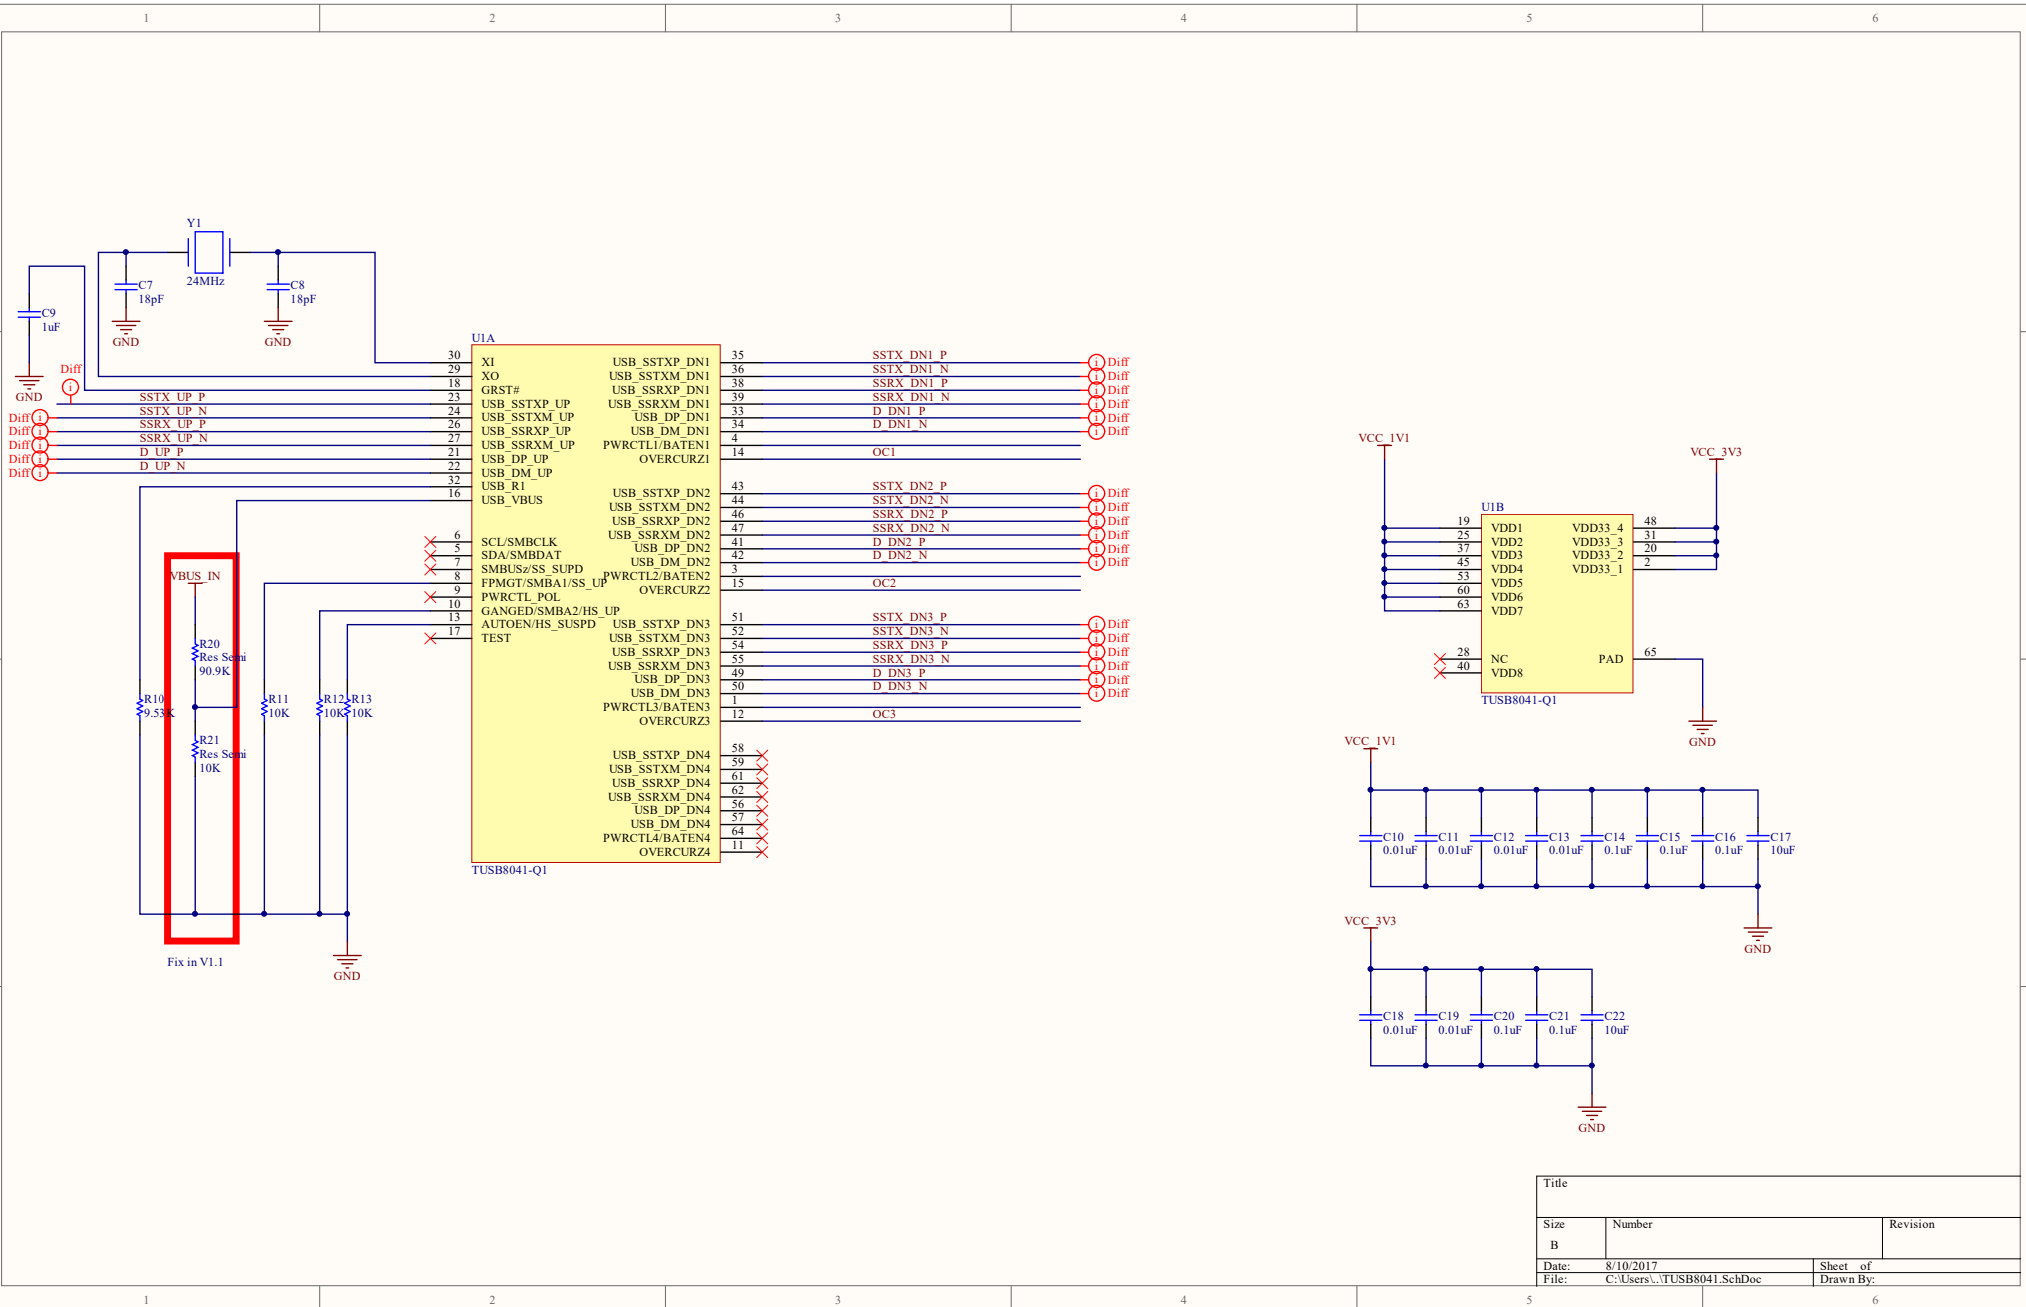 1 2 3 4 5 6
Y1
24MHz
C7
18pF
GND
C8
18pF
GND
C9
1uF
GND
Diff
SSTX_UP_P
Diff SSTX_UP_N
Diff SSRX_UP_P
Diff SSRX_UP_N
Diff D_UP_P
Diff D_UP_N
U1A
30 XI
29 XO
18 GRST#
23 USB_SSTXP_UP
24 USB_SSTXM_UP
26 USB_SSRXP_UP
27 USB_SSRXM_UP
21 USB_DP_UP
22 USB_DM_UP
32 USB_R1
16 USB_VBUS
6 SCL/SMBCLK
5 SDA/SMBDAT
7 SMBUSz/SS_SUPD
8 FPMGT/SMBA1/SS_UP
9 PWRCTL_POL
10 GANGED/SMBA2/HS_UP
13 AUTOEN/HS_SUSPD
17 TEST
USB_SSTXP_DN1 35 SSTX_DN1_P Diff
USB_SSTXM_DN1 36 SSTX_DN1_N Diff
USB_SSRXP_DN1 38 SSRX_DN1_P Diff
USB_SSRXM_DN1 39 SSRX_DN1_N Diff
USB_DP_DN1 33 D_DN1_P Diff
USB_DM_DN1 34 D_DN1_N Diff
PWRCTL1/BATEN1 4
OVERCURZ1 14 OC1
USB_SSTXP_DN2 43 SSTX_DN2_P Diff
USB_SSTXM_DN2 44 SSTX_DN2_N Diff
USB_SSRXP_DN2 46 SSRX_DN2_P Diff
USB_SSRXM_DN2 47 SSRX_DN2_N Diff
USB_DP_DN2 41 D_DN2_P Diff
USB_DM_DN2 42 D_DN2_N Diff
PWRCTL2/BATEN2 3
OVERCURZ2 15 OC2
USB_SSTXP_DN3 51 SSTX_DN3_P Diff
USB_SSTXM_DN3 52 SSTX_DN3_N Diff
USB_SSRXP_DN3 54 SSRX_DN3_P Diff
USB_SSRXM_DN3 55 SSRX_DN3_N Diff
USB_DP_DN3 49 D_DN3_P Diff
USB_DM_DN3 50 D_DN3_N Diff
PWRCTL3/BATEN3 1
OVERCURZ3 12 OC3
USB_SSTXP_DN4 58
USB_SSTXM_DN4 59
USB_SSRXP_DN4 61
USB_SSRXM_DN4 62
USB_DP_DN4 56
USB_DM_DN4 57
PWRCTL4/BATEN4 64
OVERCURZ4 11
TUSB8041-Q1
VBUS_IN
R20
Res Semi
90.9K
R10
9.53K
R21
Res Semi
10K
R11
10K
R12
10K
R13
10K
Fix in V1.1
GND
VCC_1V1
VCC_3V3
U1B
19 VDD1 VDD33_4 48
25 VDD2 VDD33_3 31
37 VDD3 VDD33_2 20
45 VDD4 VDD33_1 2
53 VDD5
60 VDD6
63 VDD7
28 NC PAD 65
40 VDD8
TUSB8041-Q1
GND
VCC_1V1
C10 C11 C12 C13 C14 C15 C16 C17
0.01uF 0.01uF 0.01uF 0.01uF 0.1uF 0.1uF 0.1uF 10uF
GND
VCC_3V3
C18 C19 C20 C21 C22
0.01uF 0.01uF 0.1uF 0.1uF 10uF
GND
Title
Size Number Revision
B
Date: 8/10/2017 Sheet of
File: C:\Users\..\TUSB8041.SchDoc Drawn By:
1 2 3 4 5 6